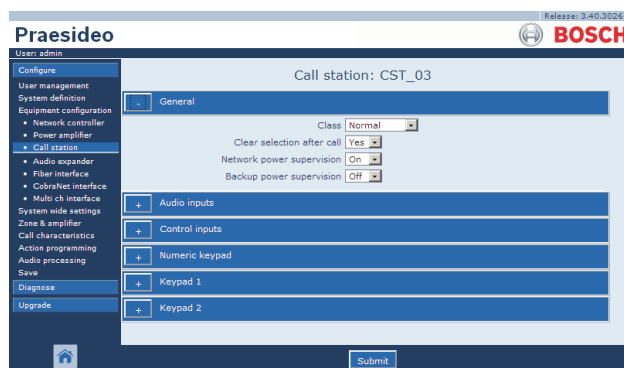 Release: 3.40.3026
Praesideo
BOSCH
User: admin
Configure
User management
System definition
Equipment configuration
• Network controller
• Power amplifier
• Call station
• Audio expander
• Fiber interface
• CobraNet interface
• Multi ch interface
System wide settings
Zone & amplifier
Call characteristics
Action programming
Audio processing
Save
Diagnose
Upgrade
Call station: CST_03
- General
Class Normal
Clear selection after call Yes
Network power supervision On
Backup power supervision Off
+ Audio inputs
+ Control inputs
+ Numeric keypad
+ Keypad 1
+ Keypad 2
Submit